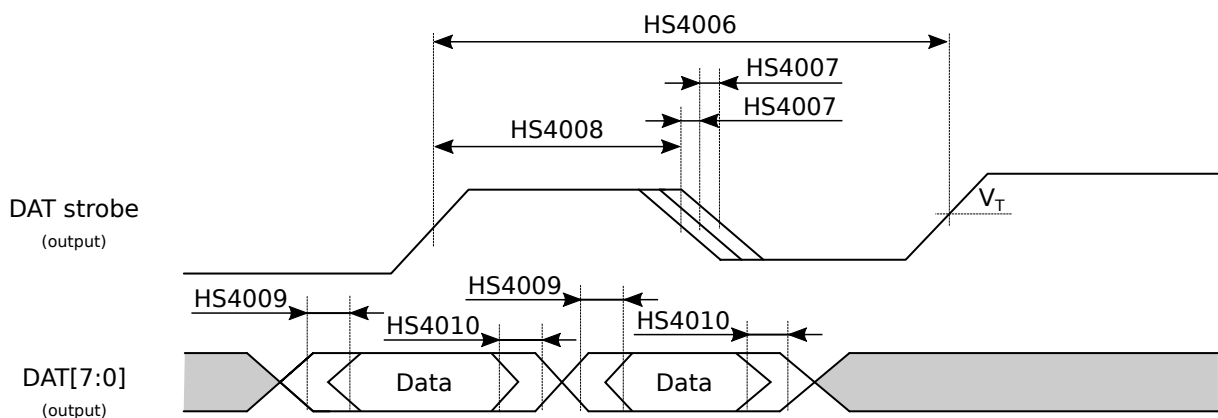 HS4006
HS4007
HS4007
HS4008
DAT strobe
(output)
V_T
HS4009
HS4009
HS4010
HS4010
DAT[7:0]
(output)
Data
Data